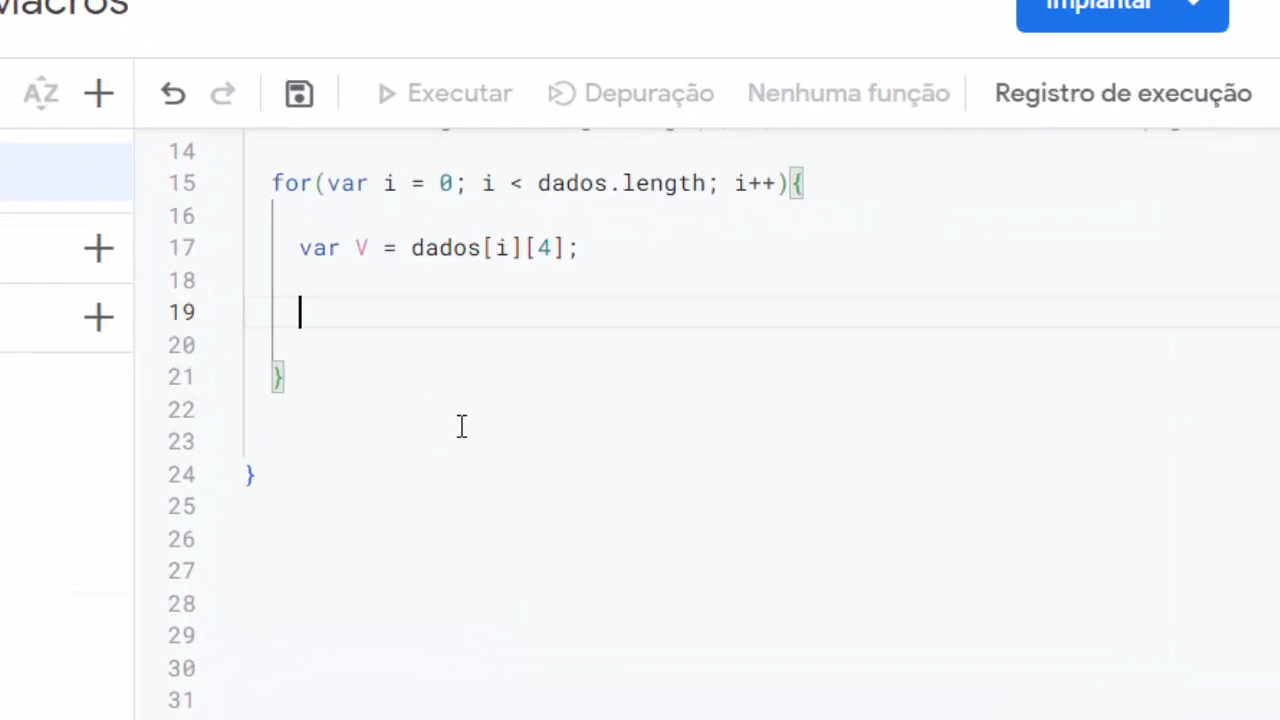 Macros
Implantar
AZ
Executar Depuração Nenhuma função Registro de execução
14
15 for(var i = 0; i < dados.length; i++){
16
17 var V = dados[i][4];
18
19
20
21 }
22
23
24 }
25
26
27
28
29
30
31